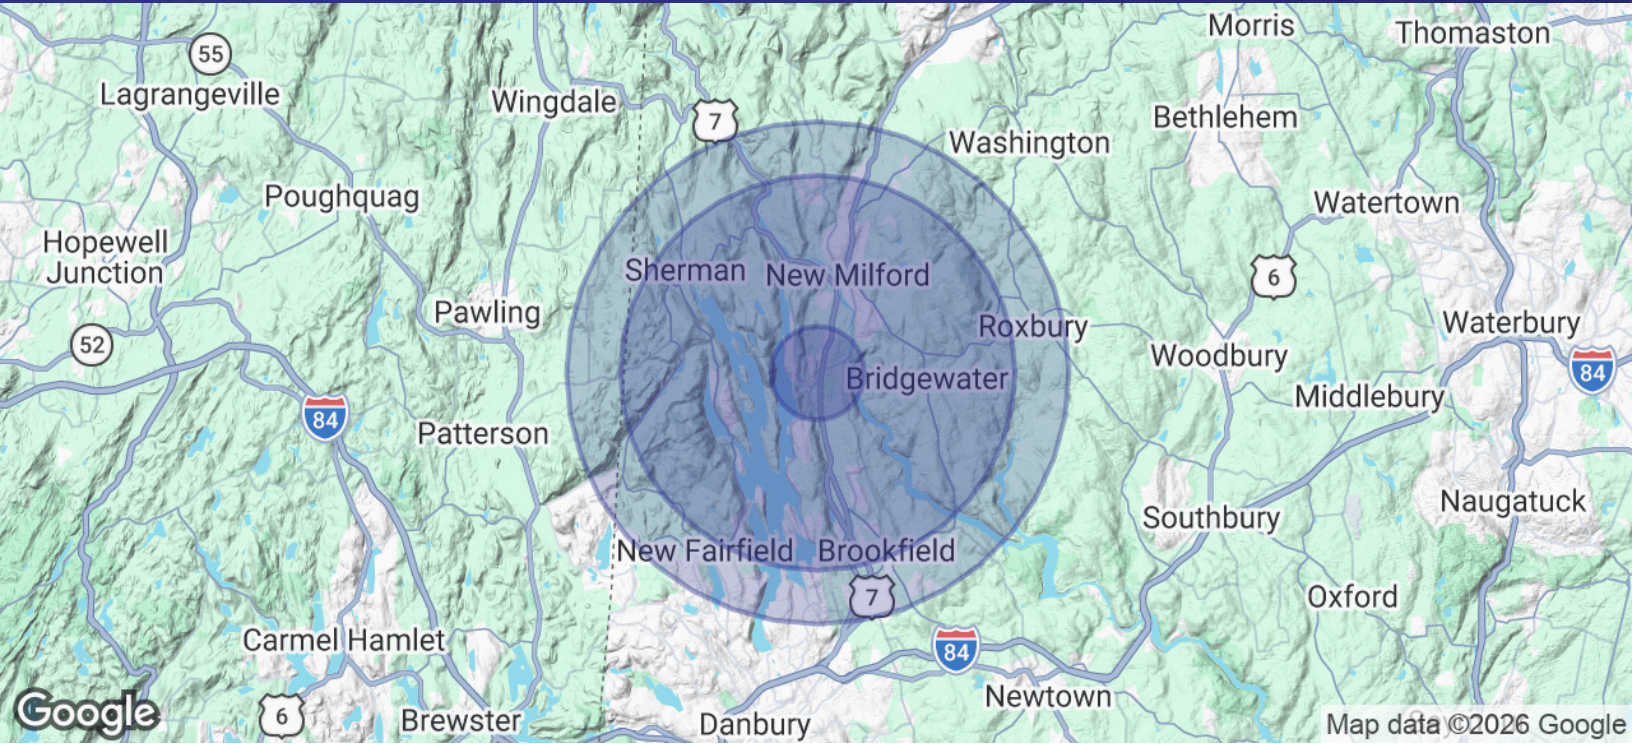 Morris
Thomaston
55
Lagrangeville
Wingdale
7
Bethlehem
Washington
Poughquag
Watertown
Hopewell
Junction
Sherman
New Milford
6
Pawling
Roxbury
Waterbury
52
Woodbury
84
Bridgewater
Middlebury
84
Patterson
Naugatuck
Southbury
New Fairfield
Brookfield
7
Oxford
Carmel Hamlet
84
Newtown
Google
6
Brewster
Danbury
Map data ©2026 Google